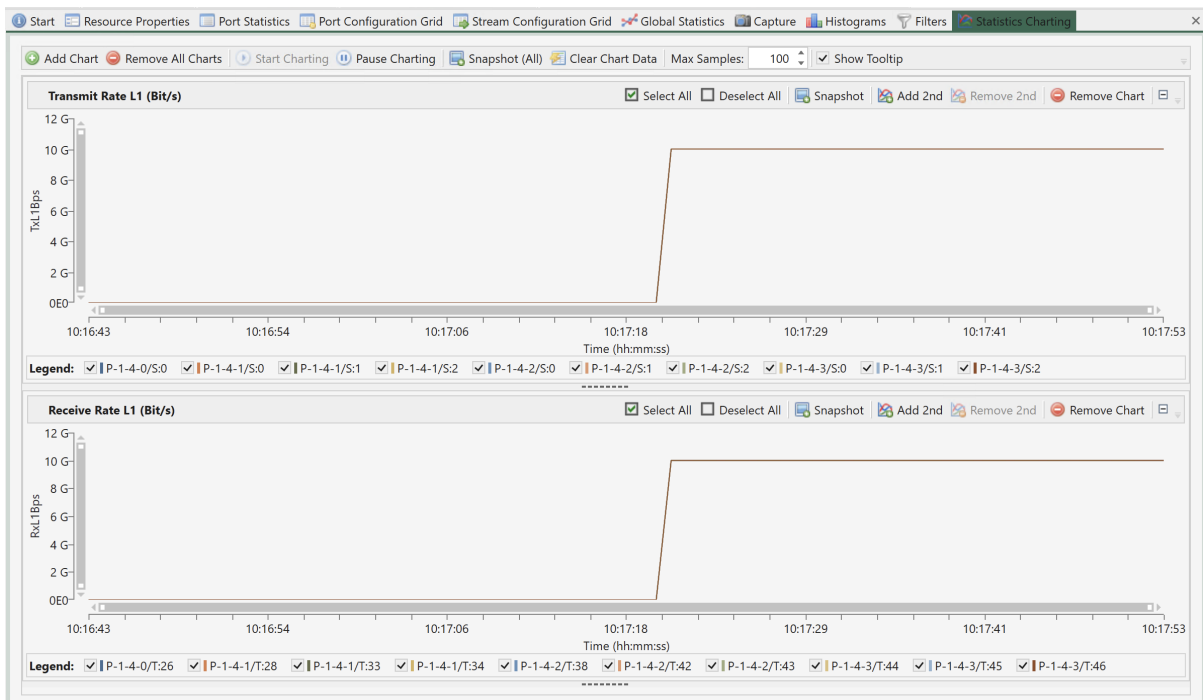 Start Resource Properties Port Statistics Port Configuration Grid Stream Configuration Grid Global Statistics Capture Histograms Filters Statistics Charting
Add Chart Remove All Charts Start Charting Pause Charting Snapshot (All) Clear Chart Data Max Samples: 100 Show Tooltip
Transmit Rate L1 (Bit/s) Select All Deselect All Snapshot Add 2nd Remove 2nd Remove Chart
12 G
10 G
8 G
6 G
4 G
2 G
0E0
TxL1Bps
10:16:43 10:16:54 10:17:06 10:17:18 10:17:29 10:17:41 10:17:53
Time (hh:mm:ss)
Legend: P-1-4-0/S:0 P-1-4-1/S:0 P-1-4-1/S:1 P-1-4-1/S:2 P-1-4-2/S:0 P-1-4-2/S:1 P-1-4-2/S:2 P-1-4-3/S:0 P-1-4-3/S:1 P-1-4-3/S:2
Receive Rate L1 (Bit/s) Select All Deselect All Snapshot Add 2nd Remove 2nd Remove Chart
12 G
10 G
8 G
6 G
4 G
2 G
0E0
RxL1Bps
10:16:43 10:16:54 10:17:06 10:17:18 10:17:29 10:17:41 10:17:53
Time (hh:mm:ss)
Legend: P-1-4-0/T:26 P-1-4-1/T:28 P-1-4-1/T:33 P-1-4-1/T:34 P-1-4-2/T:38 P-1-4-2/T:42 P-1-4-2/T:43 P-1-4-3/T:44 P-1-4-3/T:45 P-1-4-3/T:46